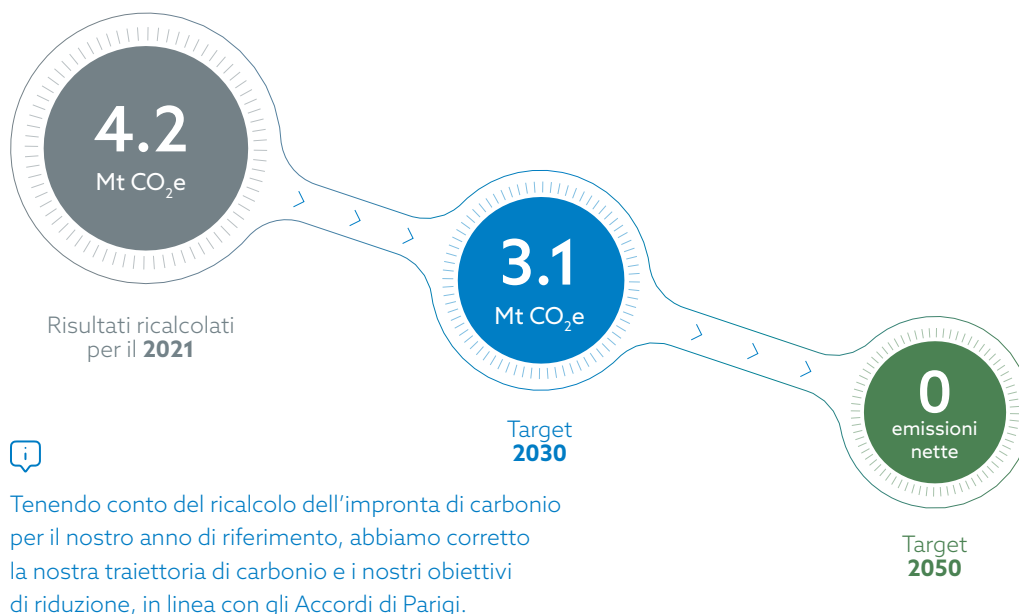 4.2
Mt CO₂e
Risultati ricalcolati
per il 2021
3.1
Mt CO₂e
Target
2030
0
emissioni
nette
Target
2050
Tenendo conto del ricalcolo dell’impronta di carbonio
per il nostro anno di riferimento, abbiamo corretto
la nostra traiettoria di carbonio e i nostri obiettivi
di riduzione, in linea con gli Accordi di Parigi.